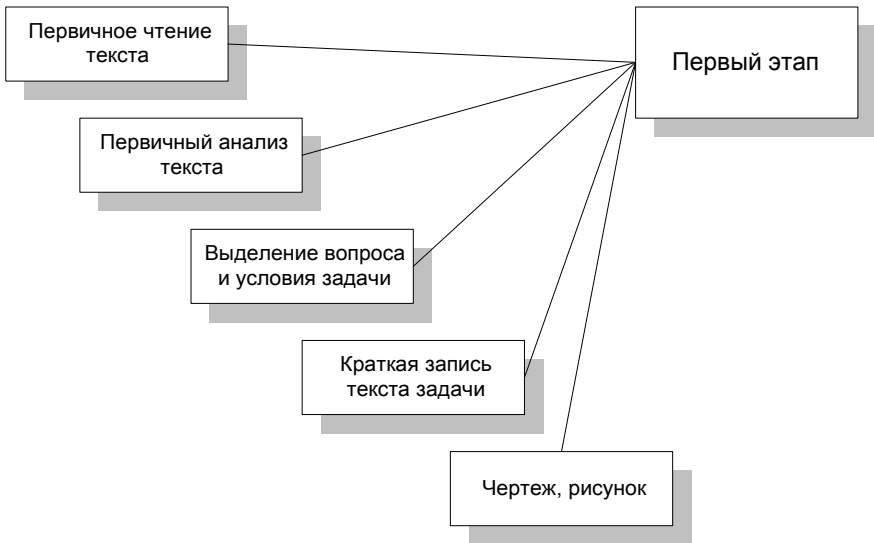 Первичное чтение
текста
Первый этап
Первичный анализ
текста
Выделение вопроса
и условия задачи
Краткая запись
текста задачи
Чертеж, рисунок